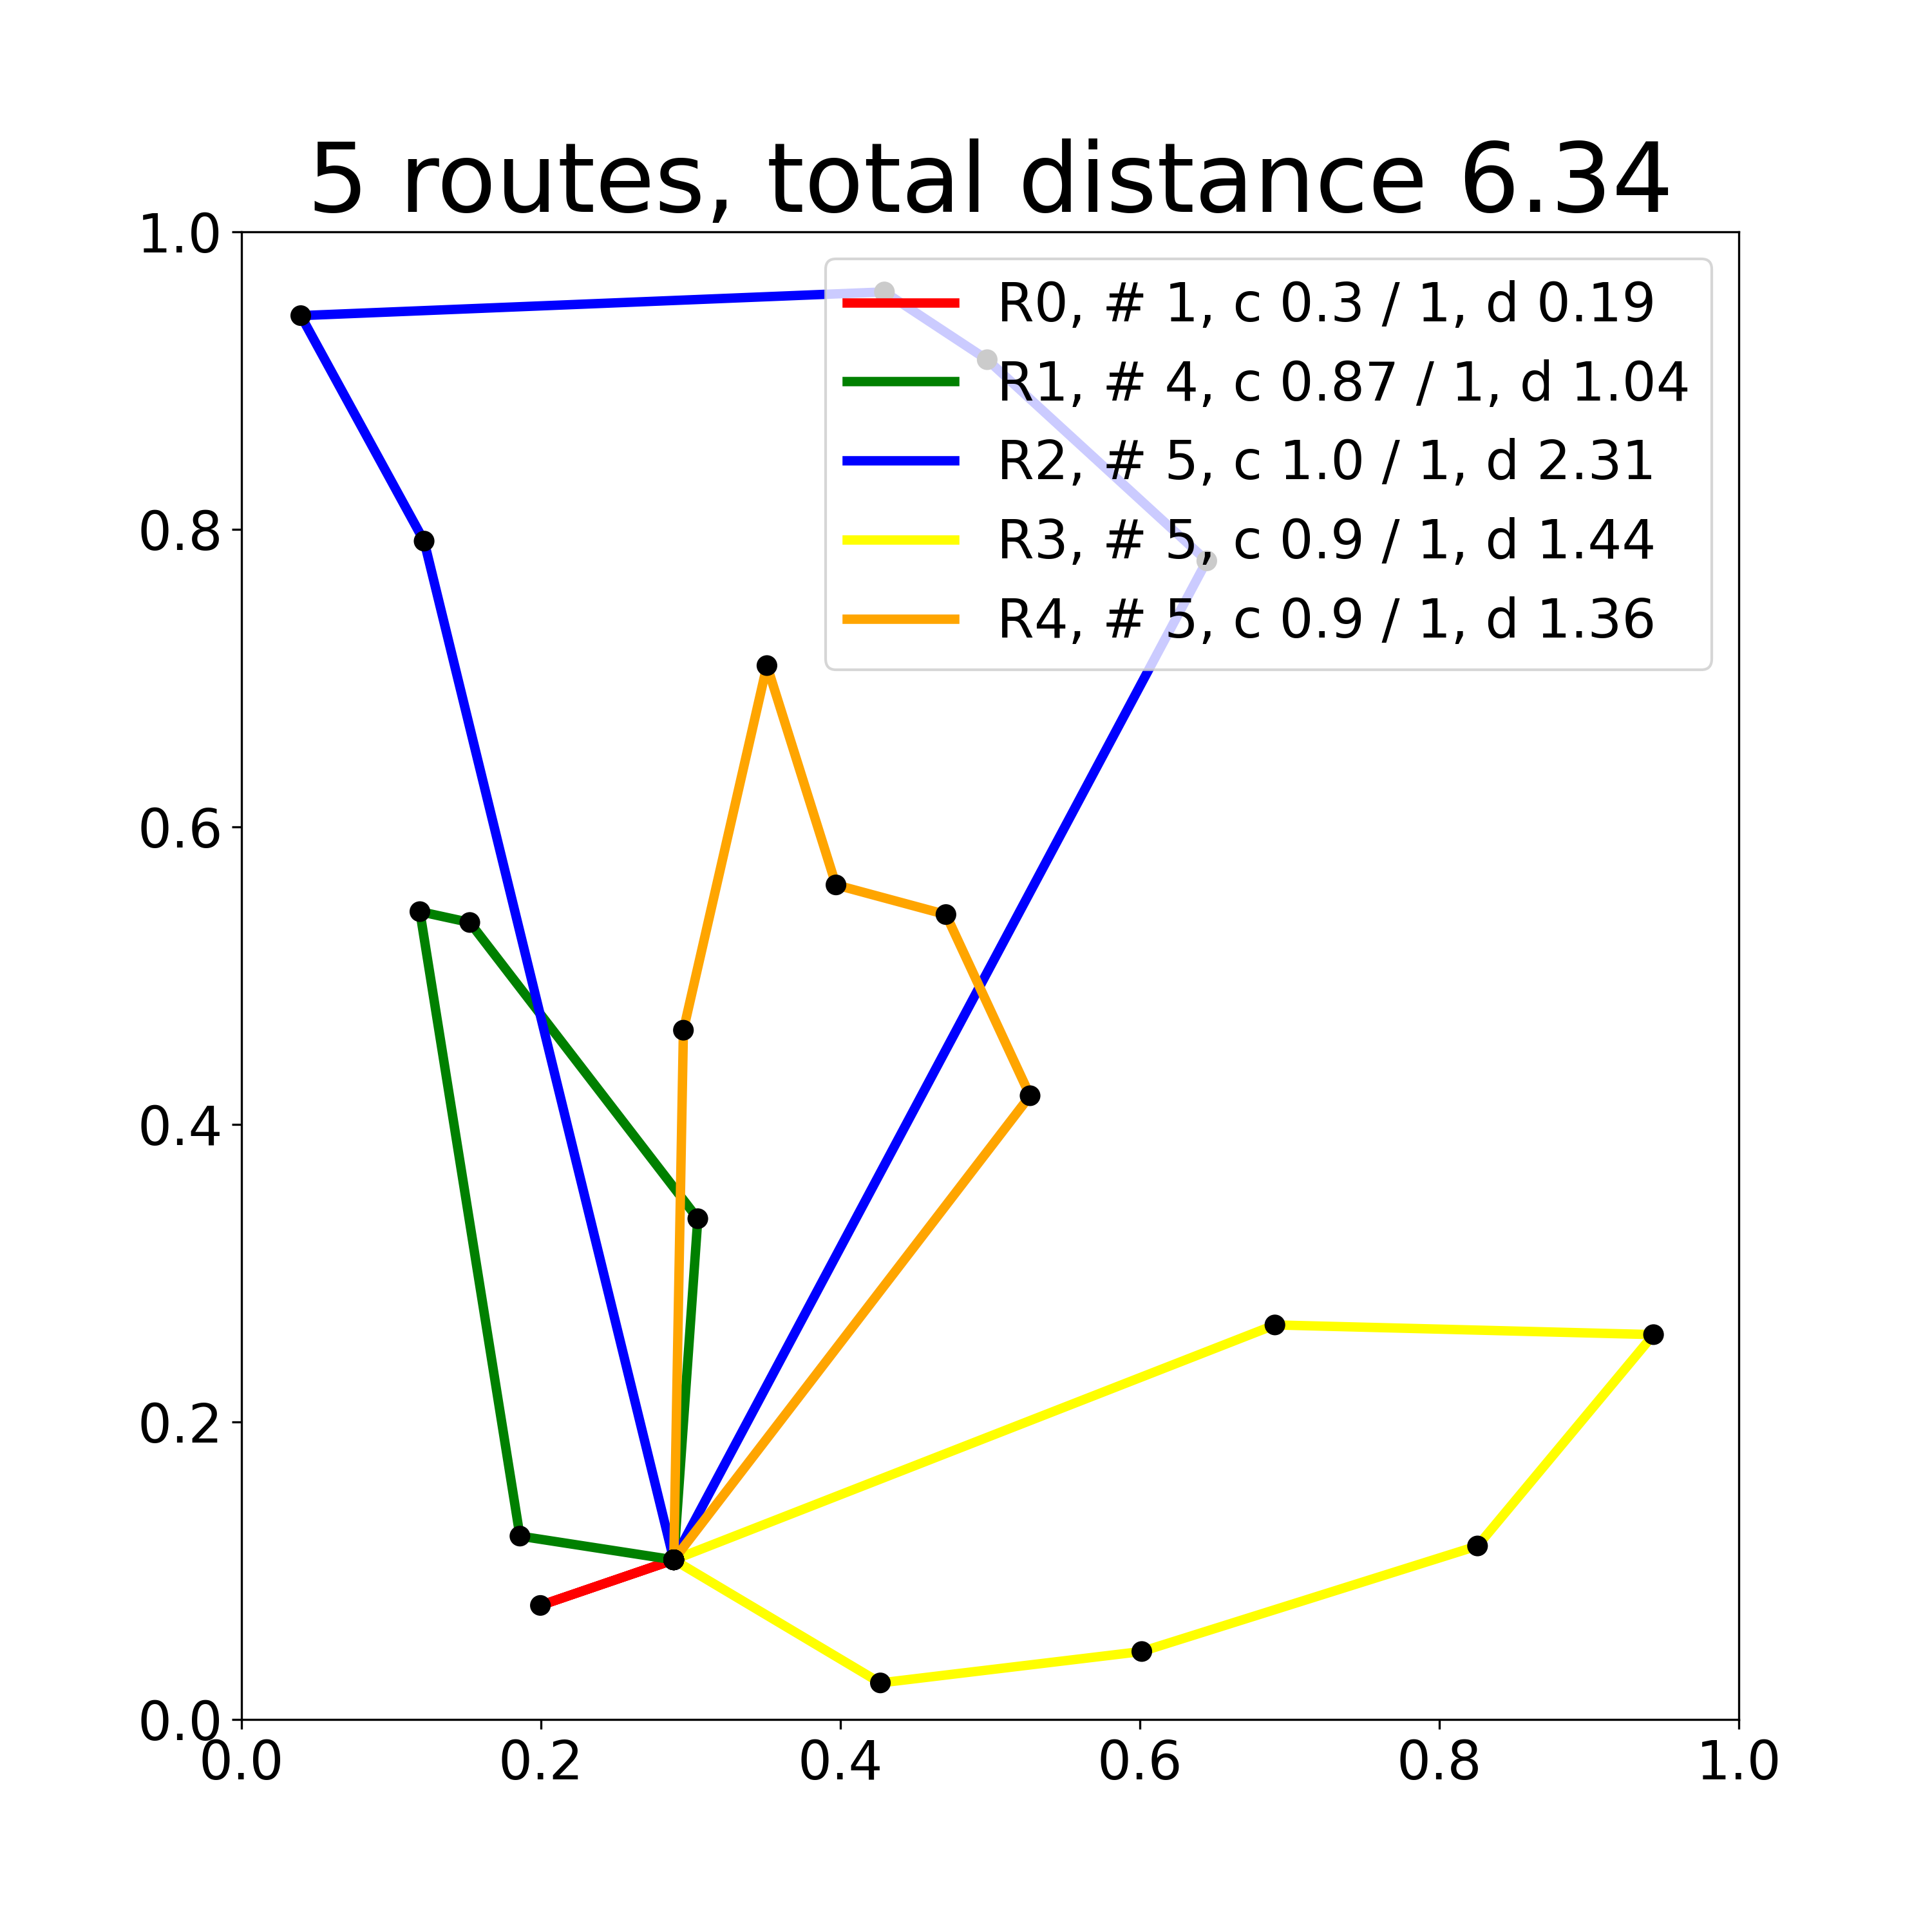 5 routes, total distance 6.34
1.0
R0, # 1, c 0.3 / 1, d 0.19
R1, # 4, c 0.87 / 1, d 1.04
R2, # 5, c 1.0 / 1, d 2.31
0.8
R3, # 5, c 0.9 / 1, d 1.44
R4, # 5, c 0.9 / 1, d 1.36
0.6
0.4
0.2
0.0
0.0 0.2 0.4 0.6 0.8 1.0